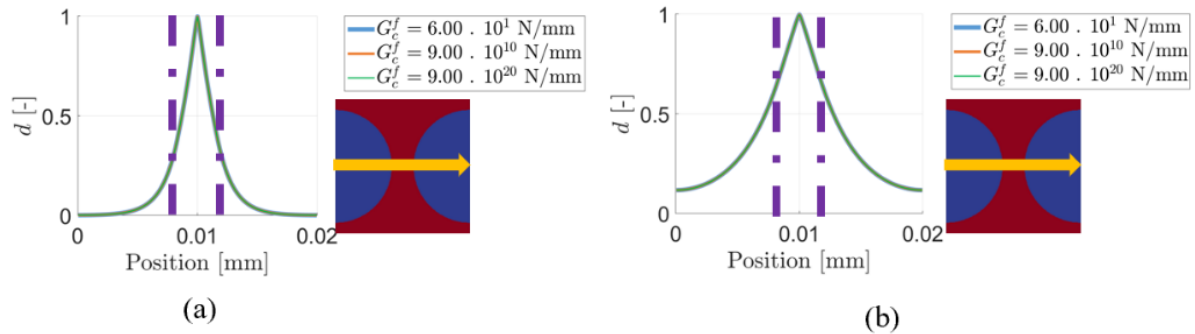 1
0.5
0
d [-]
0
0.01
0.02
Position [mm]
G_c^f = 6.00 . 10^1 N/mm
G_c^f = 9.00 . 10^10 N/mm
G_c^f = 9.00 . 10^20 N/mm
(a)
1
0.5
0
d [-]
0
0.01
0.02
Position [mm]
G_c^f = 6.00 . 10^1 N/mm
G_c^f = 9.00 . 10^10 N/mm
G_c^f = 9.00 . 10^20 N/mm
(b)